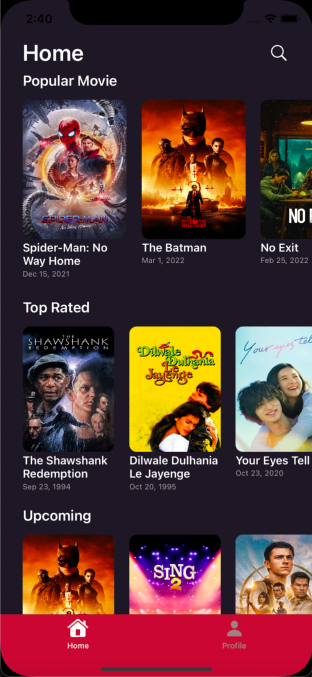 2:40
Home
Popular Movie
SPIDER-MAN
NO WAY HOME
NO
Spider-Man: No
Way Home
Dec 15, 2021
The Batman
Mar 1, 2022
No Exit
Feb 25, 2022
Top Rated
THE
SHAWSHANK
REDEMPTION
Dilwale
Dulhania
Le
Jayenge
Your eyes tell
The Shawshank
Redemption
Sep 23, 1994
Dilwale Dulhania
Le Jayenge
Oct 20, 1995
Your Eyes Tell
Oct 23, 2020
Upcoming
SING
2
Home
Profile